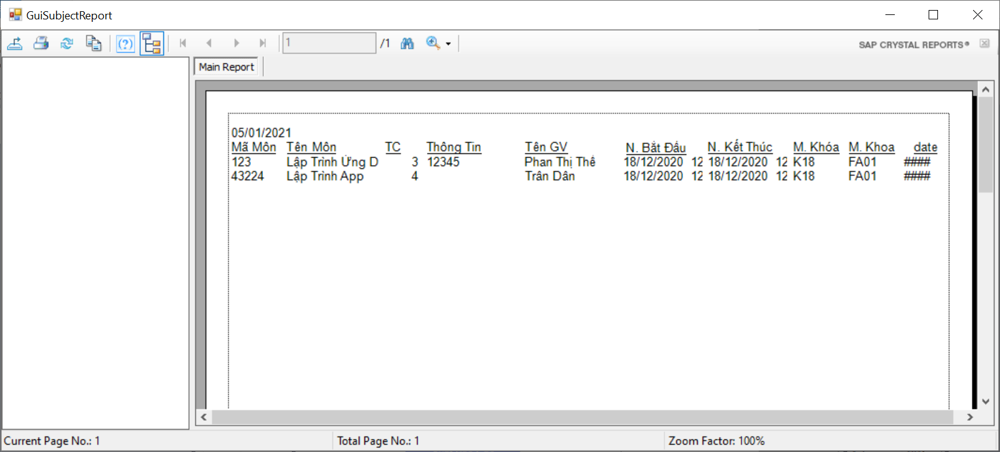 GuiSubjectReport
1 /1 SAP CRYSTAL REPORTS®
Main Report
05/01/2021
Mã Môn Tên Môn TC Thông Tin Tên GV N. Bắt Đầu N. Kết Thúc M. Khóa M. Khoa date
123 Lập Trình Ứng D 3 12345 Phan Thị Thể 18/12/2020 12 18/12/2020 12 K18 FA01 ####
43224 Lập Trình App 4 Trân Dân 18/12/2020 12 18/12/2020 12 K18 FA01 ####
Current Page No.: 1 Total Page No.: 1 Zoom Factor: 100%